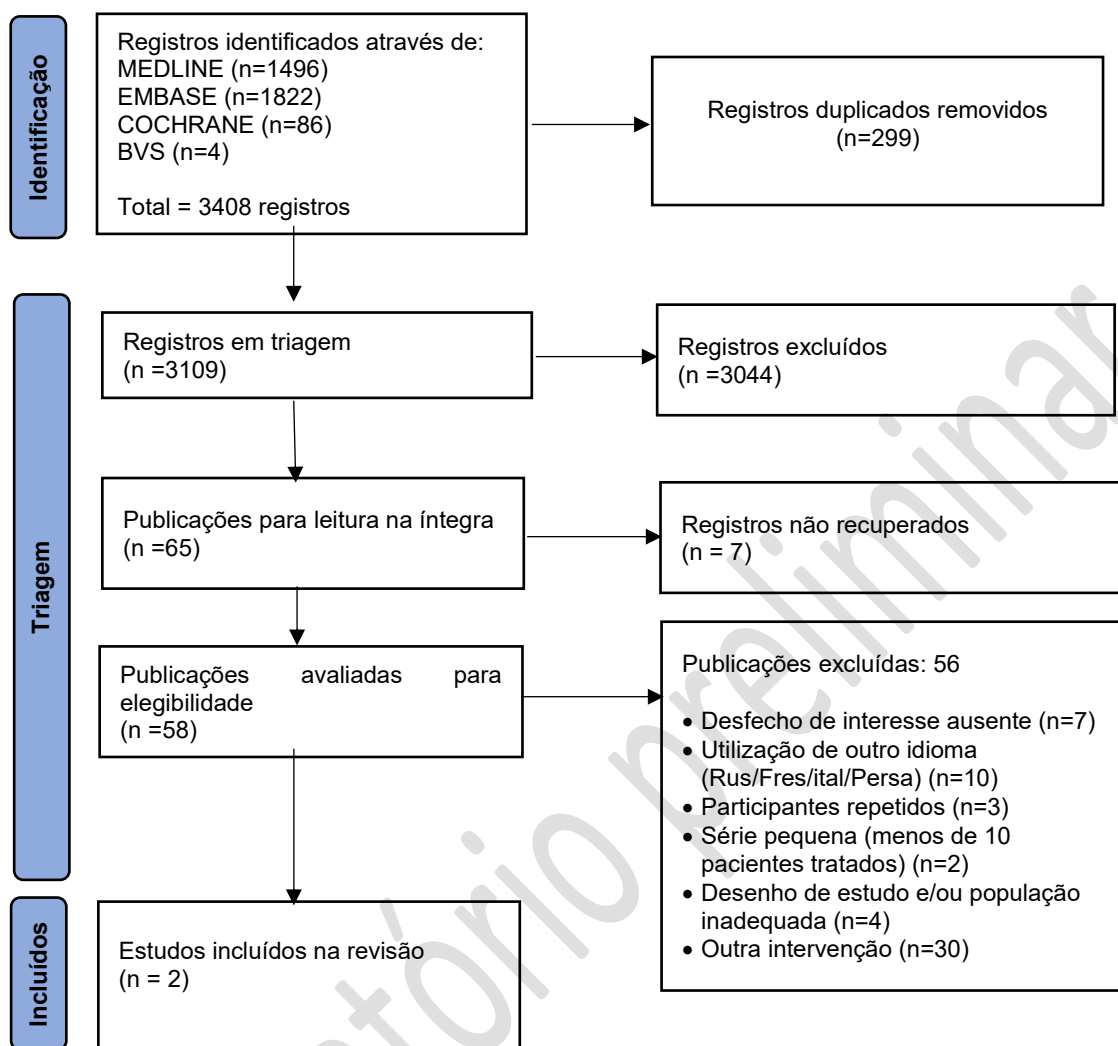 Identificação
Registros identificados através de:
MEDLINE (n=1496)
EMBASE (n=1822)
COCHRANE (n=86)
BVS (n=4)
Total = 3408 registros
Registros duplicados removidos
(n=299)
Triagem
Registros em triagem
(n =3109)
Registros excluídos
(n =3044)
Publicações para leitura na íntegra
(n =65)
Registros não recuperados
(n = 7)
Publicações avaliadas para
elegibilidade
(n =58)
Publicações excluídas: 56
• Desfecho de interesse ausente (n=7)
• Utilização de outro idioma
(Rus/Fres/ital/Persa) (n=10)
• Participantes repetidos (n=3)
• Série pequena (menos de 10
pacientes tratados) (n=2)
• Desenho de estudo e/ou população
inadequada (n=4)
• Outra intervenção (n=30)
Incluídos
Estudos incluídos na revisão
(n = 2)
tório preliminar